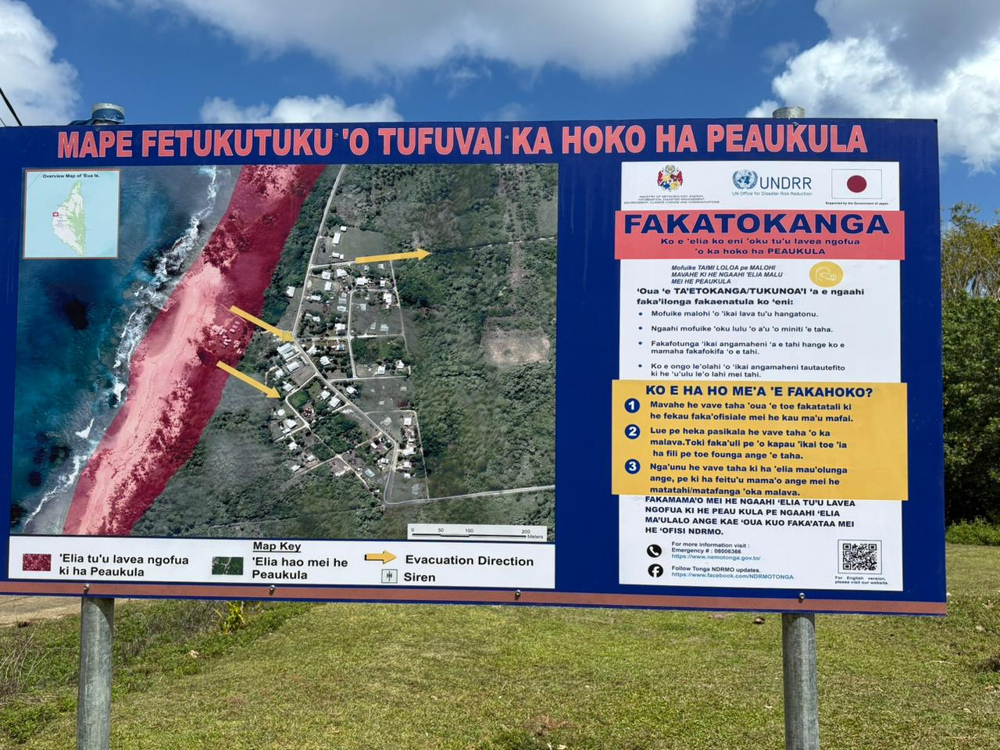 MAPE FETUKUTUKU 'O TUFUVAI KA HOKO HA PEAUKULA
Overview Map of 'Eua Is.
'Elia tu'u lavea ngofua
ki ha Peaukula
Map Key
'Elia hao mei he
Peaukula
Evacuation Direction
Siren
0 50 100 200
Meters
MINISTRY OF METEOROLOGY, ENERGY,
INFORMATION, DISASTER MANAGEMENT,
ENVIRONMENT, CLIMATE CHANGE AND COMMUNICATIONS
UNDRR
UN Office for Disaster Risk Reduction
Supported by the Government of Japan
FAKATOKANGA
Ko e 'elia ko eni 'oku tu'u lavea ngofua
'o ka hoko ha PEAUKULA
Mofuike TAIMI LOLOA pe MALOHI
MAVAHE KI HE NGAAHI 'ELIA MALU
MEI HE PEAUKULA
'Oua 'e TA'ETOKANGA/TUKUNOA'I 'a e ngaahi
faka'ilonga fakaenatula ko 'eni:
• Mofuike malohi 'o 'ikai lava tu'u hangatonu.
• Ngaahi mofuike 'oku lulu 'o a'u 'o miniti 'e taha.
• Fakafotunga 'ikai angamaheni 'a e tahi hange ko e
mamaha fakafokifa 'o e tahi.
• Ko e ongo le'olahi 'o 'ikai angamaheni tautautefito
ki he 'u'ulu le'o lahi mei tahi.
KO E HA HO ME'A 'E FAKAHOKO?
1 Mavahe he vave taha 'oua 'e toe fakatatali ki
he fekau faka'ofisiale mei he kau ma'u mafai.
2 Lue pe heka pasikala he vave taha 'o ka
malava.Toki faka'uli pe 'o kapau 'ikai toe 'ia
ha fili pe toe founga ange 'e taha.
3 Nga'unu he vave taha ki ha 'elia mau'olunga
ange, pe ki ha feitu'u mama'o ange mei he
matatahi/matafanga 'oka malava.
FAKAMAMA'O MEI HE NGAAHI 'ELIA TU'U LAVEA
NGOFUA KI HE PEAU KULA PE NGAAHI 'ELIA
MA'ULALO ANGE KAE 'OUA KUO FAKA'ATAA MEI
HE 'OFISI NDRMO.
For more information visit :
Emergency # : 08006366
https://www.nemotonga.gov.to/
Follow Tonga NDRMO updates.
https://www.facebook.com/NDRMOTONGA
For English version,
please visit our website.